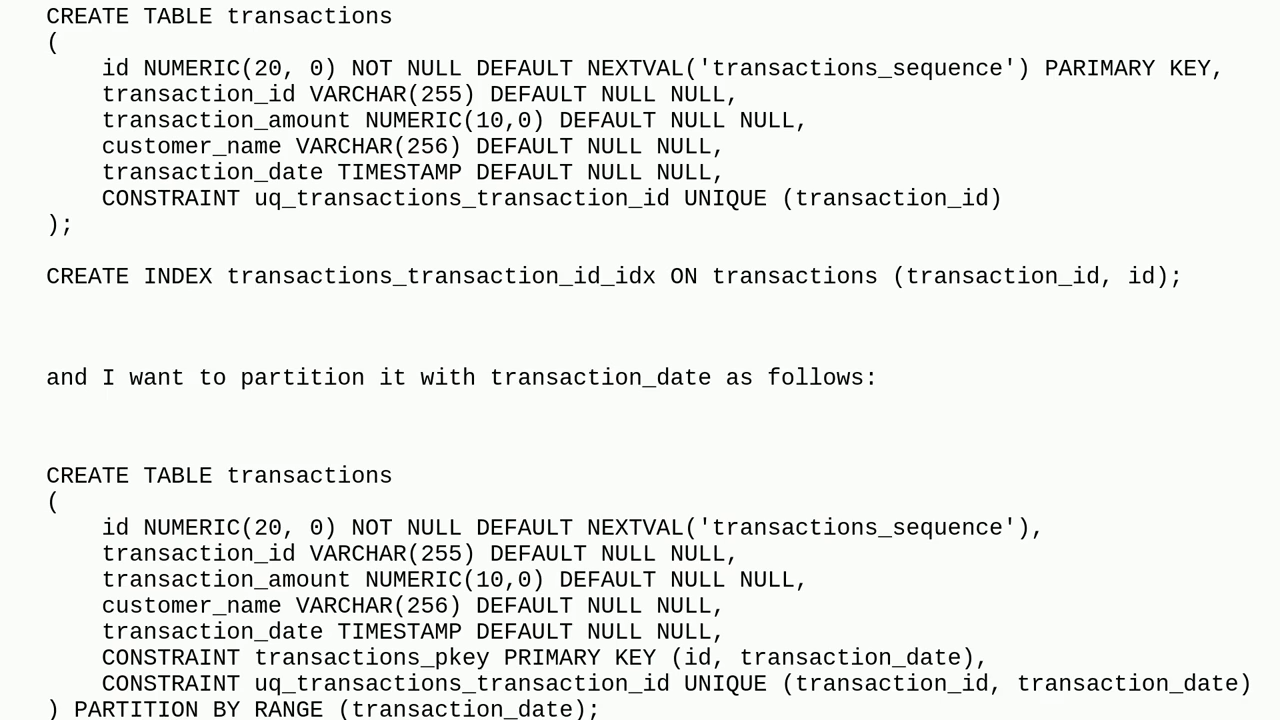 CREATE TABLE transactions
(
    id NUMERIC(20, 0) NOT NULL DEFAULT NEXTVAL('transactions_sequence') PARIMARY KEY,
    transaction_id VARCHAR(255) DEFAULT NULL NULL,
    transaction_amount NUMERIC(10,0) DEFAULT NULL NULL,
    customer_name VARCHAR(256) DEFAULT NULL NULL,
    transaction_date TIMESTAMP DEFAULT NULL NULL,
    CONSTRAINT uq_transactions_transaction_id UNIQUE (transaction_id)
);
CREATE INDEX transactions_transaction_id_idx ON transactions (transaction_id, id);
and I want to partition it with transaction_date as follows:
CREATE TABLE transactions
(
    id NUMERIC(20, 0) NOT NULL DEFAULT NEXTVAL('transactions_sequence'),
    transaction_id VARCHAR(255) DEFAULT NULL NULL,
    transaction_amount NUMERIC(10,0) DEFAULT NULL NULL,
    customer_name VARCHAR(256) DEFAULT NULL NULL,
    transaction_date TIMESTAMP DEFAULT NULL NULL,
    CONSTRAINT transactions_pkey PRIMARY KEY (id, transaction_date),
    CONSTRAINT uq_transactions_transaction_id UNIQUE (transaction_id, transaction_date)
) PARTITION BY RANGE (transaction_date);